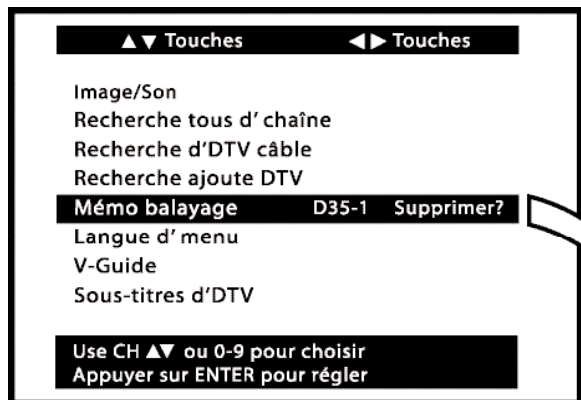 ▲▼ Touches ◀▶ Touches
Image/Son
Recherche tous d' chaîne
Recherche d'DTV câble
Recherche ajoute DTV
Mémo balayage D35-1 Supprimer?
Langue d' menu
V-Guide
Sous-titres d'DTV
Use CH ▲▼ ou 0-9 pour choisir
Appuyer sur ENTER pour régler